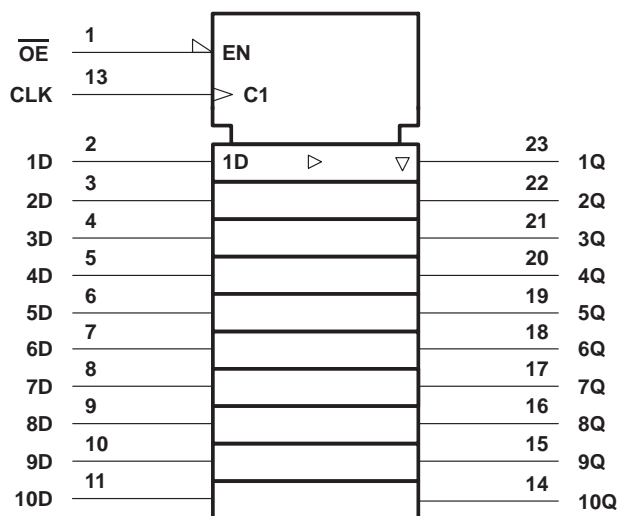 OE 1 EN
CLK 13 C1
1D 2 1D 23 1Q
2D 3 22 2Q
3D 4 21 3Q
4D 5 20 4Q
5D 6 19 5Q
6D 7 18 6Q
7D 8 17 7Q
8D 9 16 8Q
9D 10 15 9Q
10D 11 14 10Q